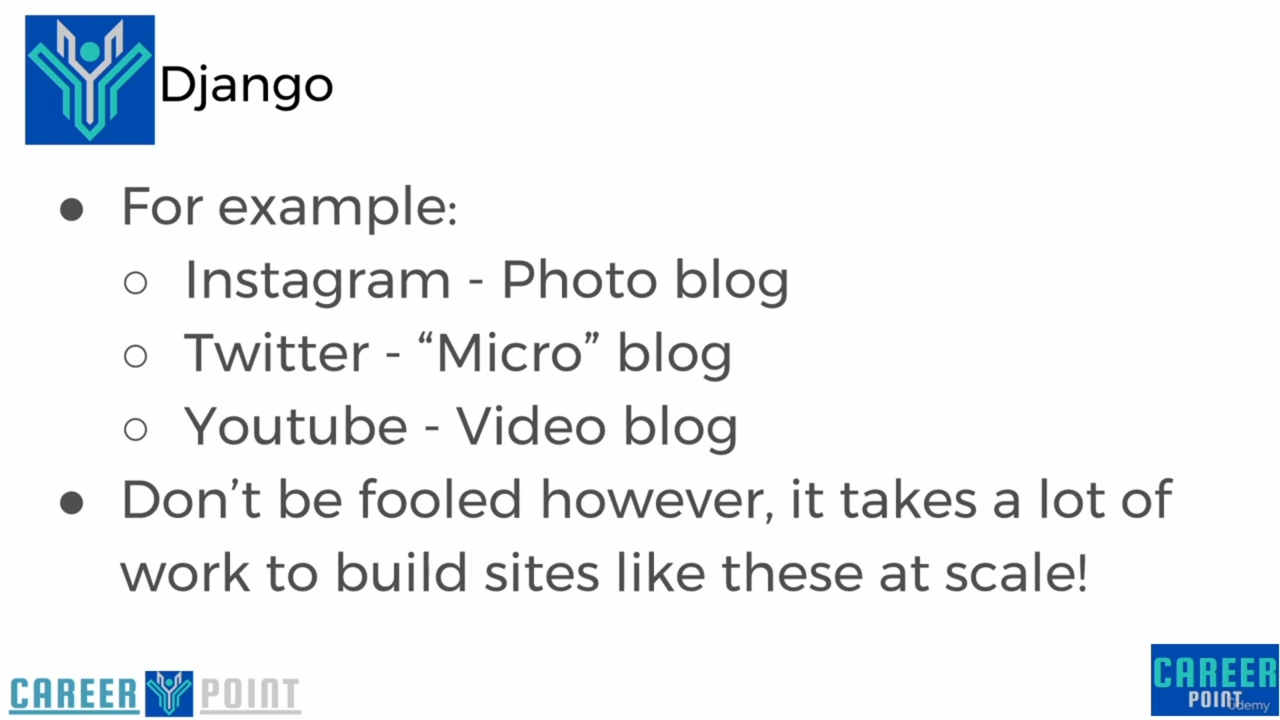 Django
● For example:
○ Instagram - Photo blog
○ Twitter - “Micro” blog
○ Youtube - Video blog
● Don’t be fooled however, it takes a lot of
work to build sites like these at scale!
CAREER POINT
CAREER
POINT
Udemy